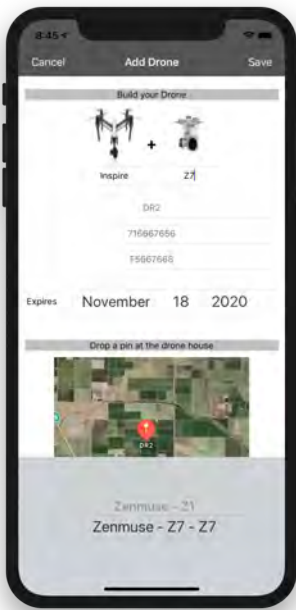 8:45
Cancel Add Drone Save
Build your Drone
+
Inspire Z7
DR2
716667656
F5667668
Expires November 18 2020
Drop a pin at the drone house
DR2
Zenmuse - Z1
Zenmuse - Z7 - Z7